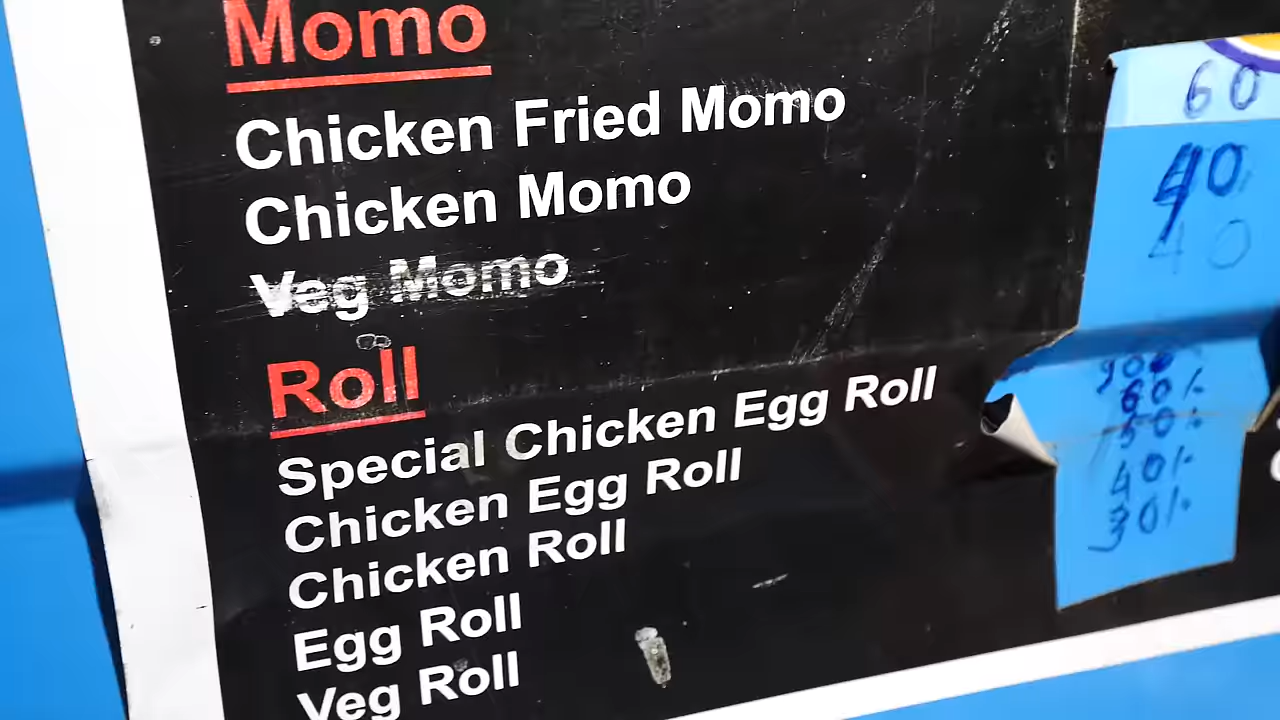 Momo
Chicken Fried Momo
60
Chicken Momo
40
Veg Momo
40
Roll
Special Chicken Egg Roll
Chicken Egg Roll
60/-
Chicken Roll
50/-
Egg Roll
40/-
Veg Roll
30/-